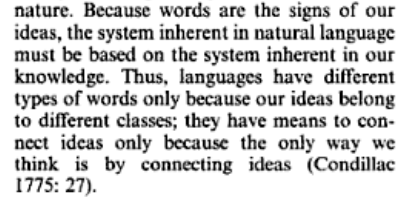 nature. Because words are the signs of our
ideas, the system inherent in natural language
must be based on the system inherent in our
knowledge. Thus, languages have different
types of words only because our ideas belong
to different classes; they have means to con-
nect ideas only because the only way we
think is by connecting ideas (Condillac
1775: 27).